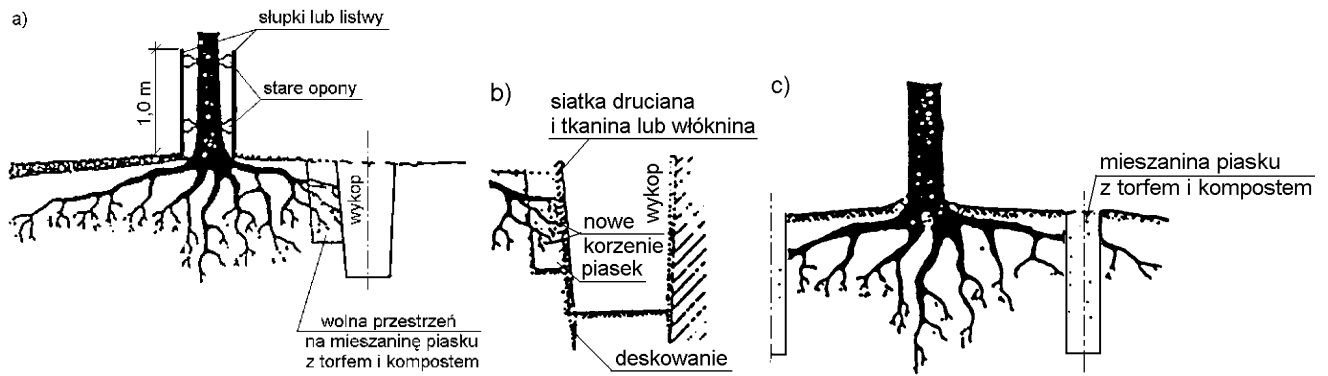 a)
słupki lub listwy
1,0 m
stare opony
wykop
wolna przestrzeń
na mieszaninę piasku
z torfem i kompostem
b)
siatka druciana
i tkanina lub włóknina
wykop
nowe
korzenie
piasek
deskowanie
c)
mieszanina piasku
z torfem i kompostem